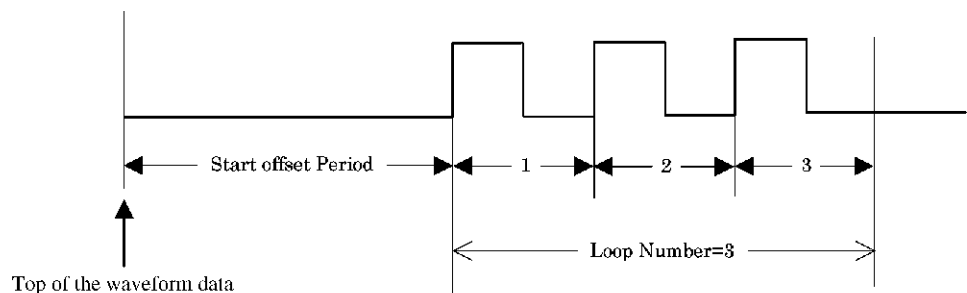 Start offset Period
1
2
3
Loop Number=3
Top of the waveform data